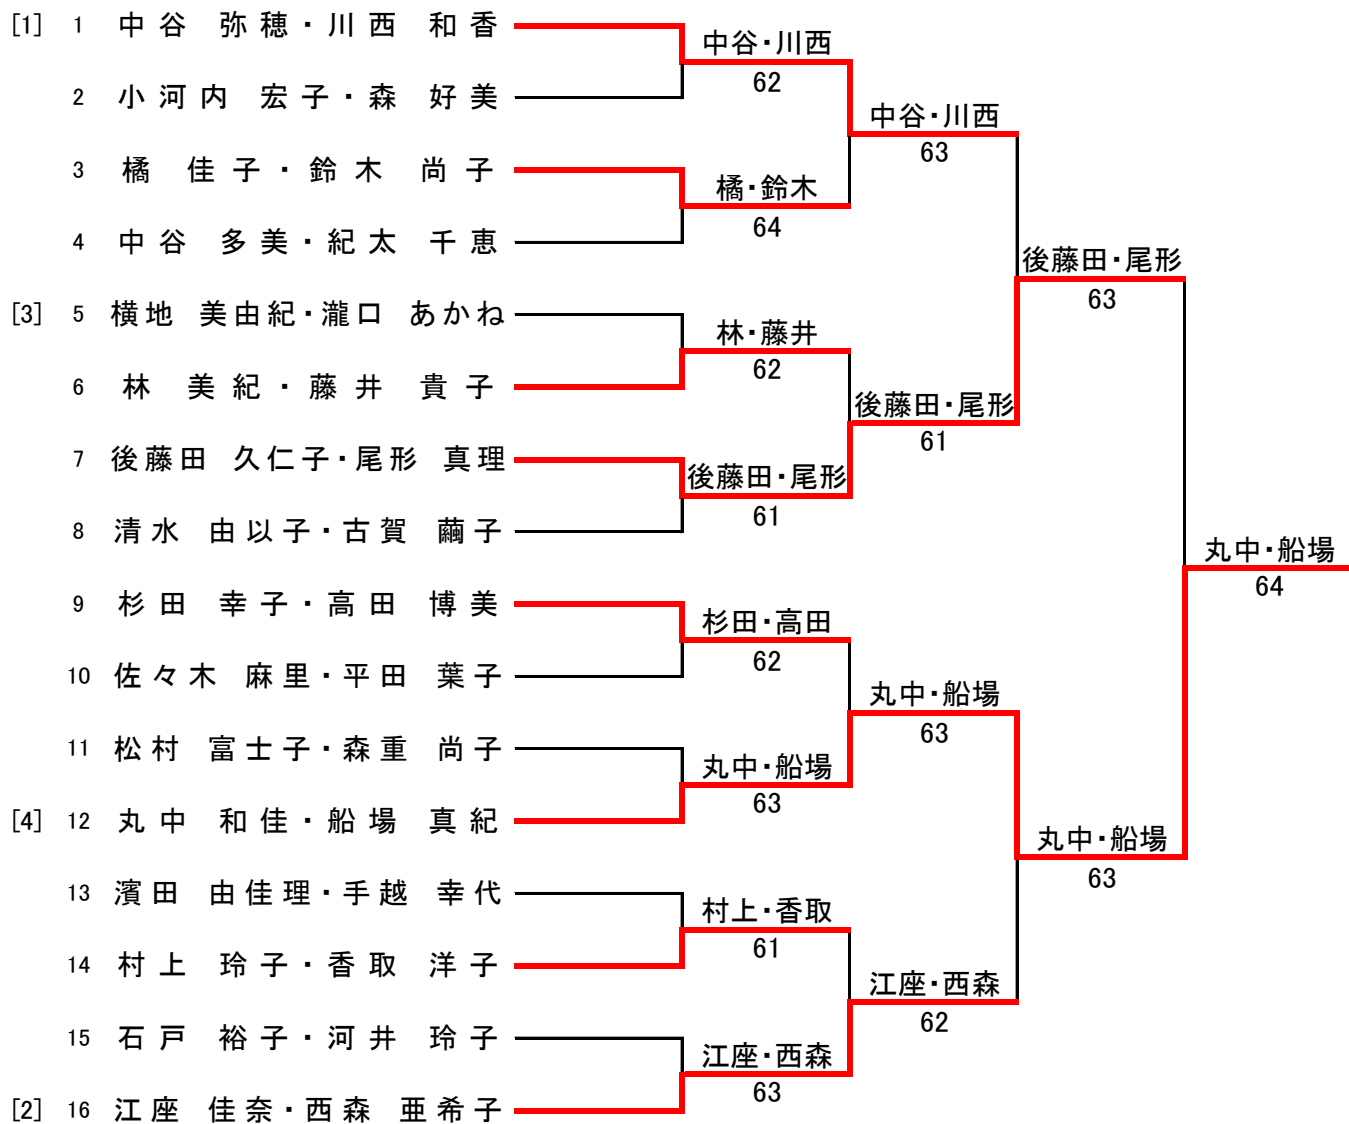 [1] 1 中谷 弥穂・川西 和香
中谷・川西
62
2 小河内 宏子・森 好美
中谷・川西
63
3 橘 佳子・鈴木 尚子
橘・鈴木
64
4 中谷 多美・紀太 千恵
後藤田・尾形
63
[3] 5 横地 美由紀・瀧口 あかね
林・藤井
62
6 林 美紀・藤井 貴子
後藤田・尾形
61
7 後藤田 久仁子・尾形 真理
後藤田・尾形
61
8 清水 由以子・古賀 繭子
丸中・船場
64
9 杉田 幸子・高田 博美
杉田・高田
62
10 佐々木 麻里・平田 葉子
丸中・船場
63
11 松村 富士子・森重 尚子
丸中・船場
63
[4] 12 丸中 和佳・船場 真紀
丸中・船場
63
13 濱田 由佳理・手越 幸代
村上・香取
61
14 村上 玲子・香取 洋子
江座・西森
62
15 石戸 裕子・河井 玲子
江座・西森
63
[2] 16 江座 佳奈・西森 亜希子